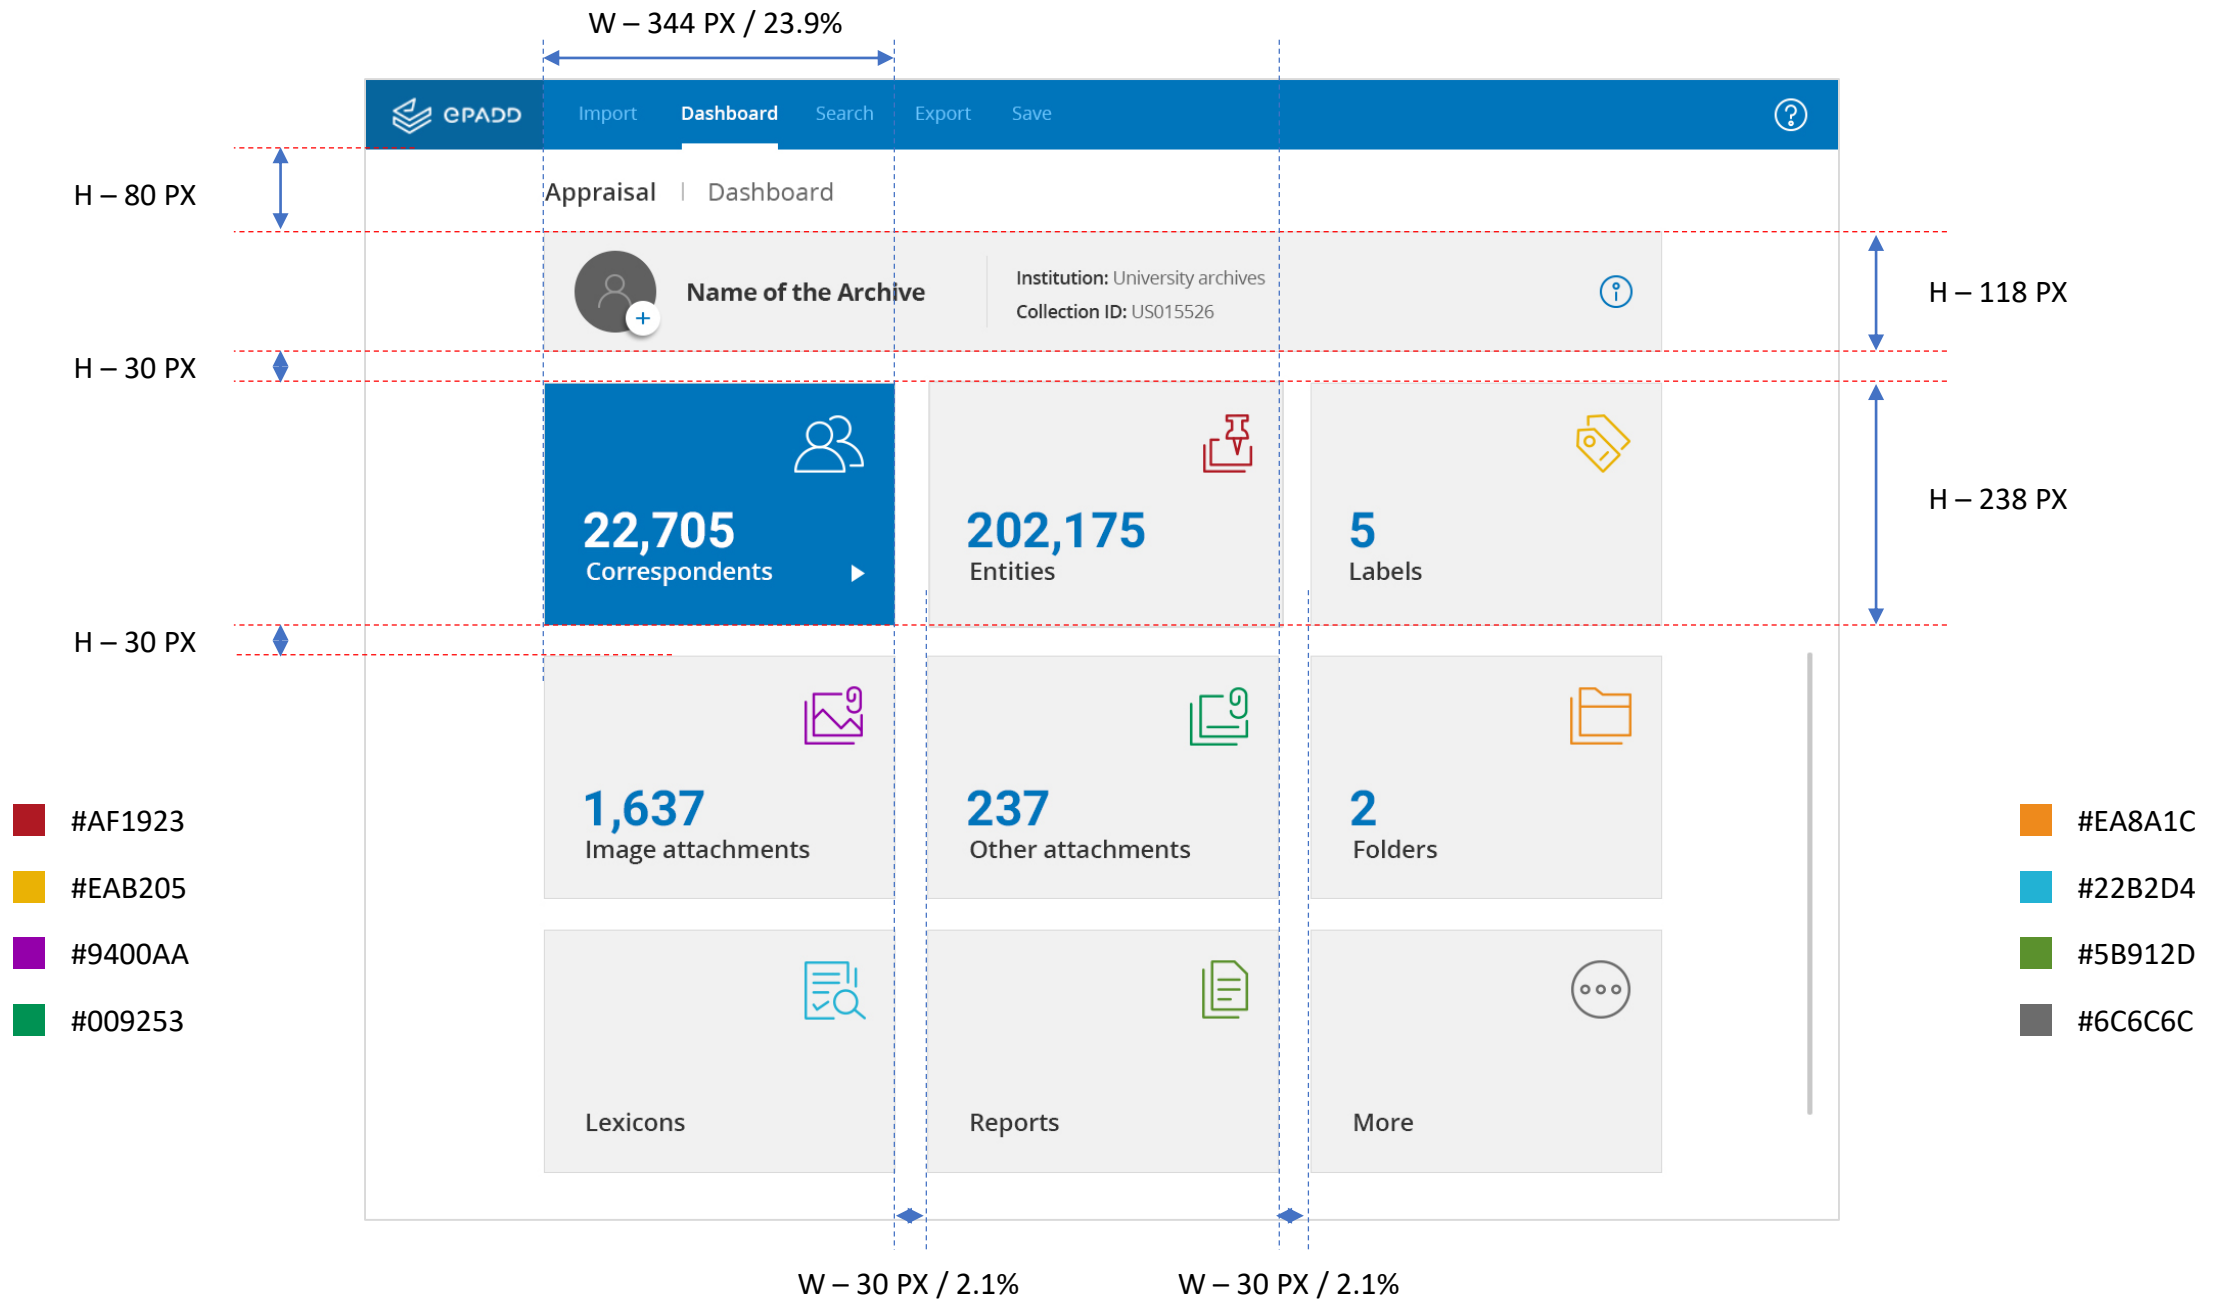 W – 344 PX / 23.9%
ePADD
Import
Dashboard
Search
Export
Save
?
H – 80 PX
Appraisal | Dashboard
Name of the Archive
Institution: University archives
Collection ID: US015526
H – 118 PX
H – 30 PX
22,705
Correspondents
202,175
Entities
5
Labels
H – 238 PX
H – 30 PX
1,637
Image attachments
237
Other attachments
2
Folders
#AF1923
#EAB205
#9400AA
#009253
#EA8A1C
#22B2D4
#5B912D
#6C6C6C
Lexicons
Reports
More
W – 30 PX / 2.1%
W – 30 PX / 2.1%